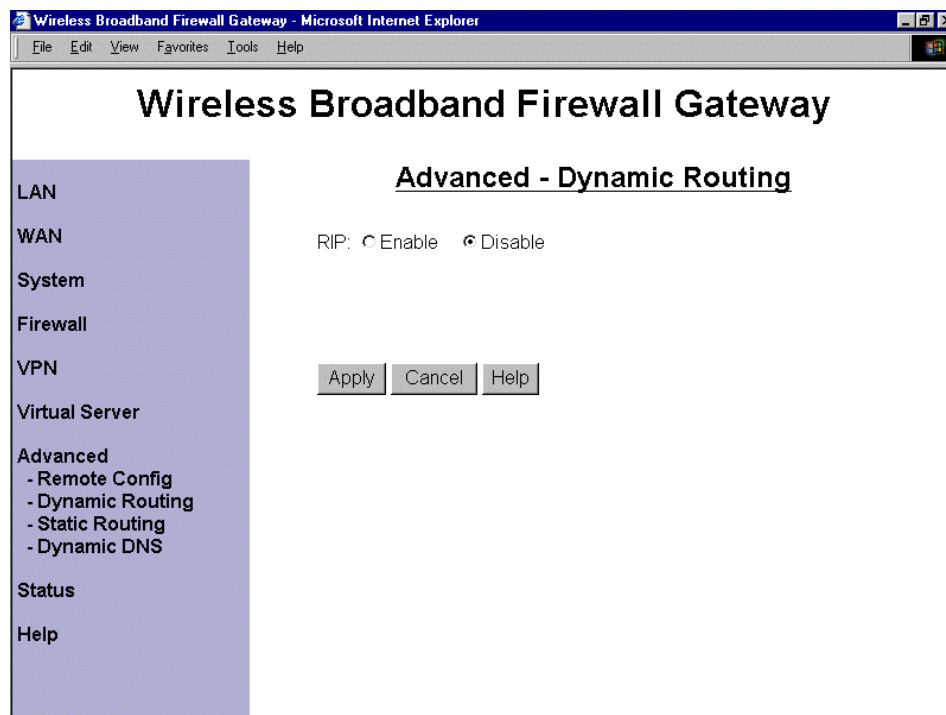 Wireless Broadband Firewall Gateway - Microsoft Internet Explorer
File Edit View Favorites Tools Help
Wireless Broadband Firewall Gateway
LAN
WAN
System
Firewall
VPN
Virtual Server
Advanced
- Remote Config
- Dynamic Routing
- Static Routing
- Dynamic DNS
Status
Help
Advanced - Dynamic Routing
RIP: Enable Disable
Apply Cancel Help